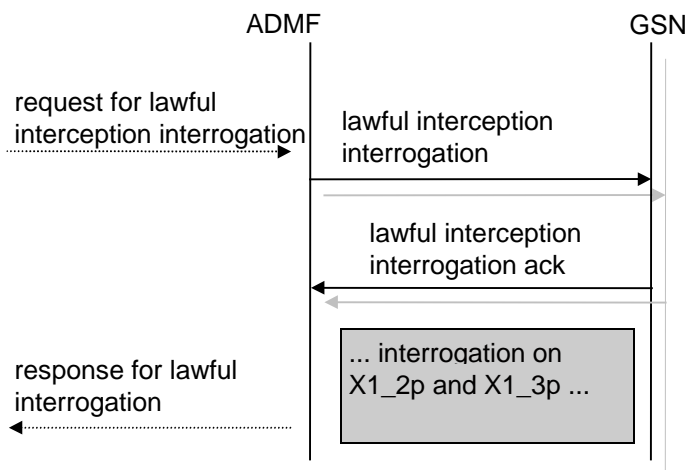 ADMF
GSN
request for lawful
interception interrogation
lawful interception
interrogation
lawful interception
interrogation ack
... interrogation on
X1_2p and X1_3p ...
response for lawful
interrogation